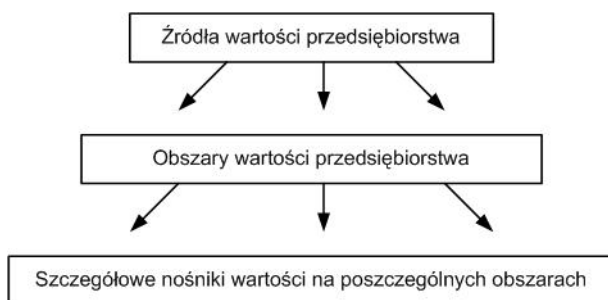 Źródła wartości przedsiębiorstwa
Obszary wartości przedsiębiorstwa
Szczegółowe nośniki wartości na poszczególnych obszarach